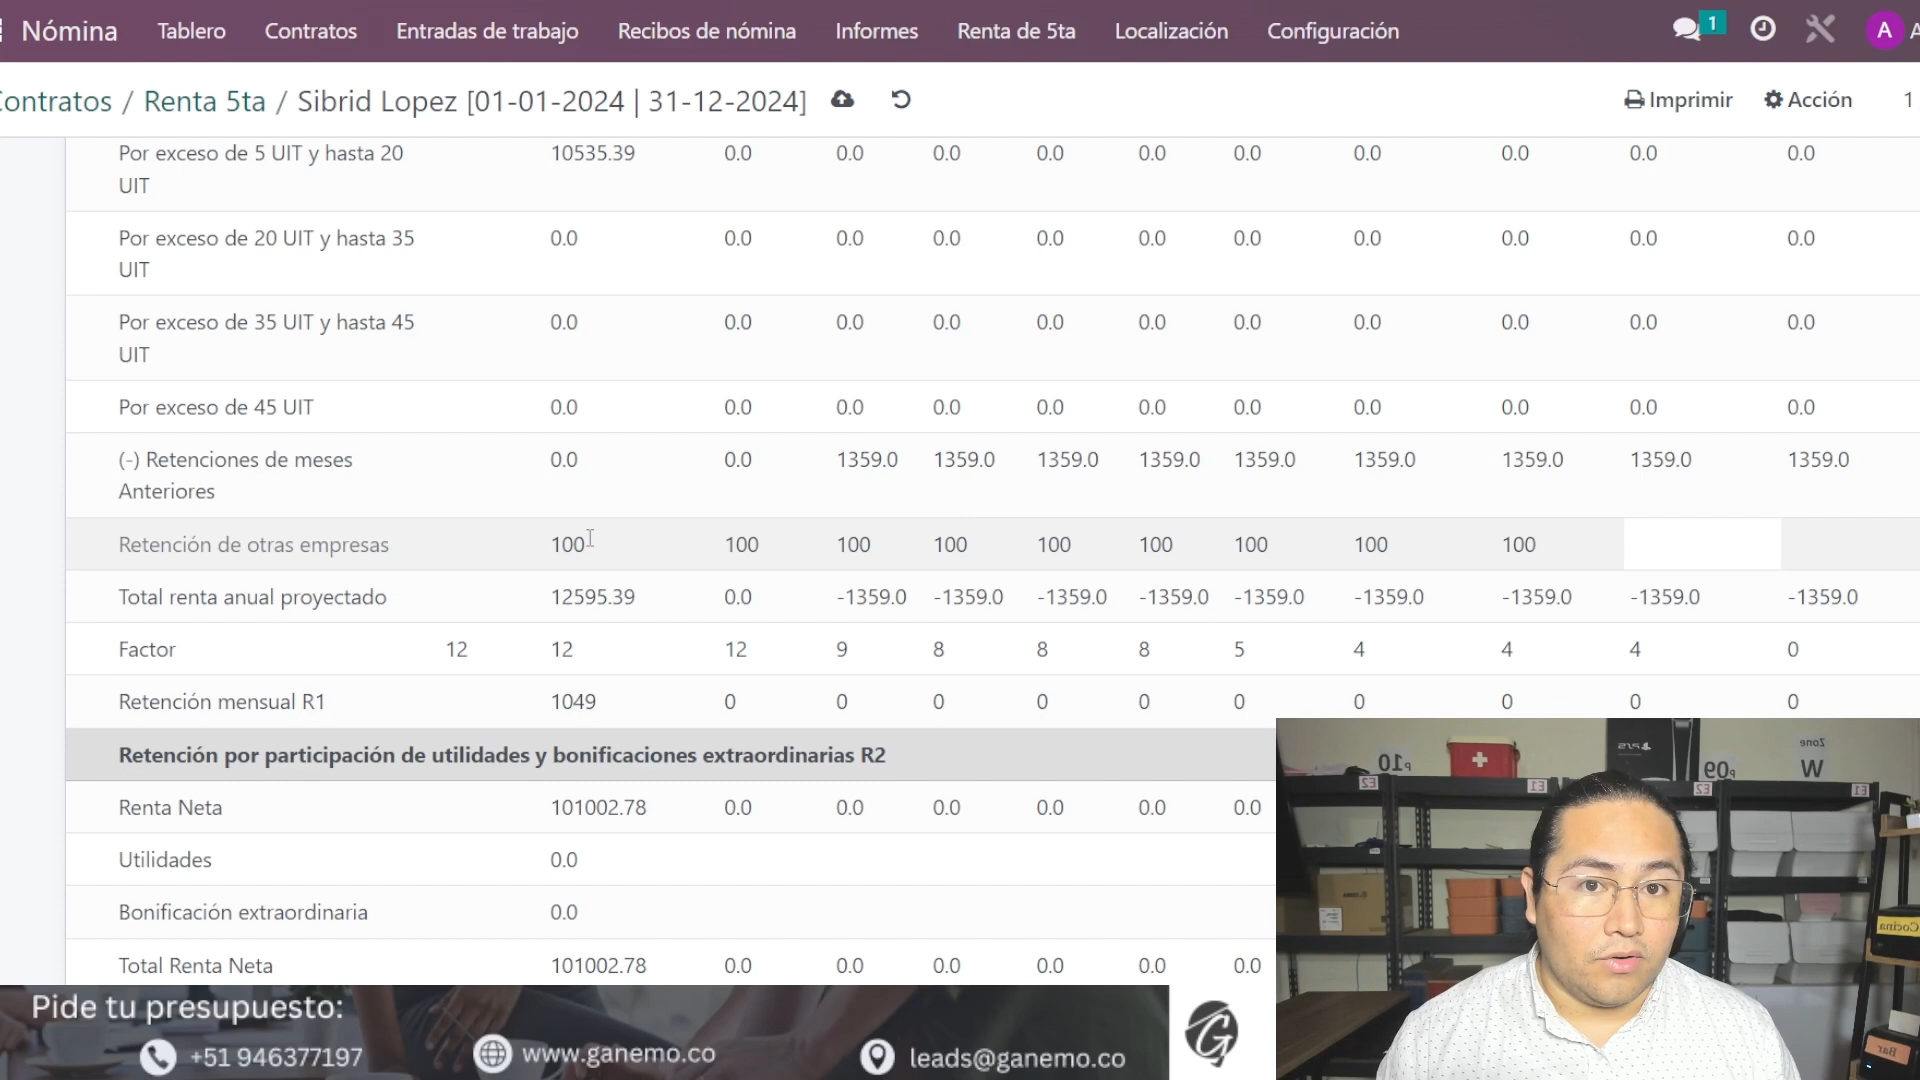 Nómina Tablero Contratos Entradas de trabajo Recibos de nómina Informes Renta de 5ta Localización Configuración 1 A A
Contratos / Renta 5ta / Sibrid Lopez [01-01-2024 | 31-12-2024] Imprimir Acción 1
Por exceso de 5 UIT y hasta 20 10535.39 0.0 0.0 0.0 0.0 0.0 0.0 0.0 0.0 0.0 0.0
UIT
Por exceso de 20 UIT y hasta 35 0.0 0.0 0.0 0.0 0.0 0.0 0.0 0.0 0.0 0.0 0.0
UIT
Por exceso de 35 UIT y hasta 45 0.0 0.0 0.0 0.0 0.0 0.0 0.0 0.0 0.0 0.0 0.0
UIT
Por exceso de 45 UIT 0.0 0.0 0.0 0.0 0.0 0.0 0.0 0.0 0.0 0.0 0.0
(-) Retenciones de meses 0.0 0.0 1359.0 1359.0 1359.0 1359.0 1359.0 1359.0 1359.0 1359.0 1359.0
Anteriores
Retención de otras empresas 100 100 100 100 100 100 100 100 100
Total renta anual proyectado 12595.39 0.0 -1359.0 -1359.0 -1359.0 -1359.0 -1359.0 -1359.0 -1359.0 -1359.0 -1359.0
Factor 12 12 12 9 8 8 8 5 4 4 4 0
Retención mensual R1 1049 0 0 0 0 0 0 0 0 0 0
Retención por participación de utilidades y bonificaciones extraordinarias R2
Renta Neta 101002.78 0.0 0.0 0.0 0.0 0.0 0.0
Utilidades 0.0
Bonificación extraordinaria 0.0
Total Renta Neta 101002.78 0.0 0.0 0.0 0.0 0.0 0.0
PS5
Zone
W
P10
P09
E2
E1
E2
E1
Cocina
Bar
Pide tu presupuesto:
+51 946377197 www.ganemo.co leads@ganemo.co
G